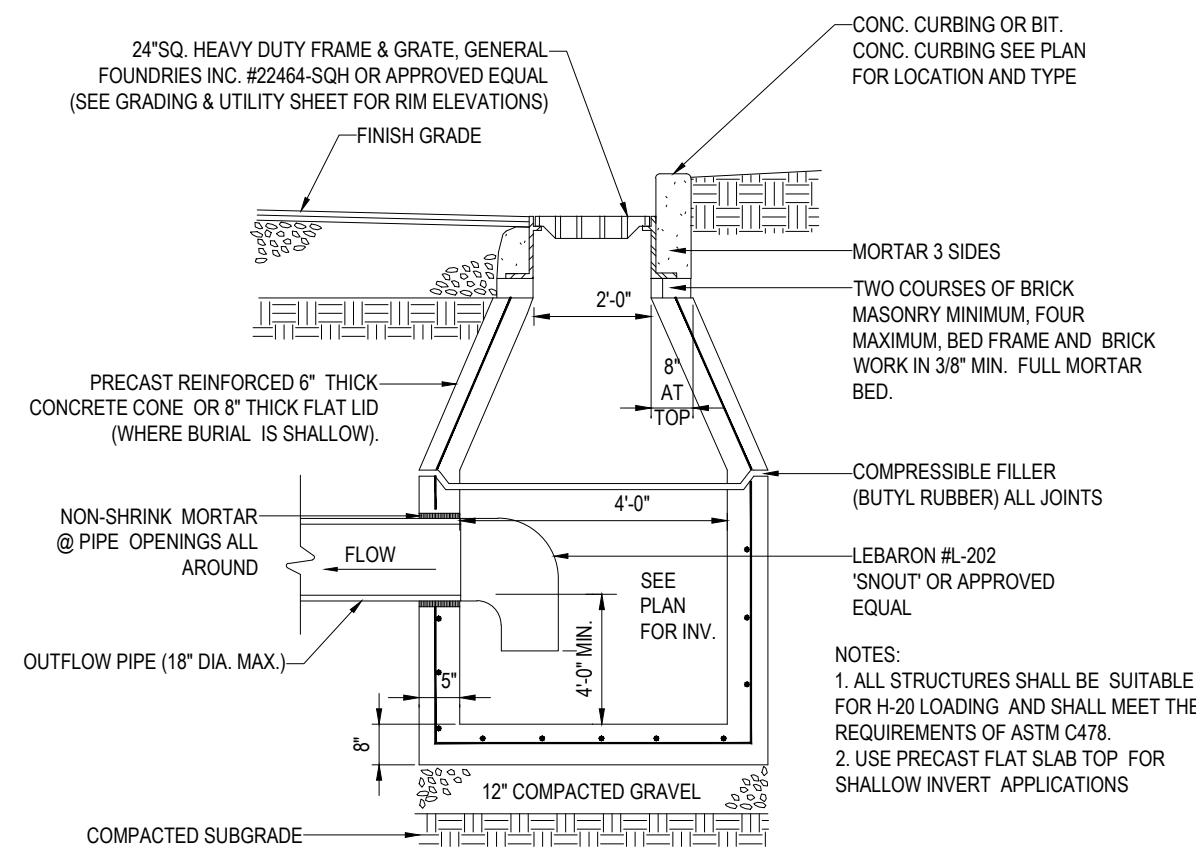 24"SQ. HEAVY DUTY FRAME & GRATE, GENERAL
FOUNDRIES INC. #22464-SQH OR APPROVED EQUAL
(SEE GRADING & UTILITY SHEET FOR RIM ELEVATIONS)
FINISH GRADE
CONC. CURBING OR BIT.
CONC. CURBING SEE PLAN
FOR LOCATION AND TYPE
MORTAR 3 SIDES
TWO COURSES OF BRICK
MASONRY MINIMUM, FOUR
MAXIMUM, BED FRAME AND BRICK
WORK IN 3/8" MIN. FULL MORTAR
BED.
2'-0"
8"
AT
TOP
PRECAST REINFORCED 6" THICK
CONCRETE CONE OR 8" THICK FLAT LID
(WHERE BURIAL IS SHALLOW).
COMPRESSIBLE FILLER
(BUTYL RUBBER) ALL JOINTS
4'-0"
NON-SHRINK MORTAR
@ PIPE OPENINGS ALL
AROUND
FLOW
SEE
PLAN
FOR INV.
LEBARON #L-202
'SNOUT' OR APPROVED
EQUAL
4'-0" MIN.
OUTFLOW PIPE (18" DIA. MAX.)
5"
8"
NOTES:
1. ALL STRUCTURES SHALL BE SUITABLE
FOR H-20 LOADING AND SHALL MEET THE
REQUIREMENTS OF ASTM C478.
2. USE PRECAST FLAT SLAB TOP FOR
SHALLOW INVERT APPLICATIONS
12" COMPACTED GRAVEL
COMPACTED SUBGRADE